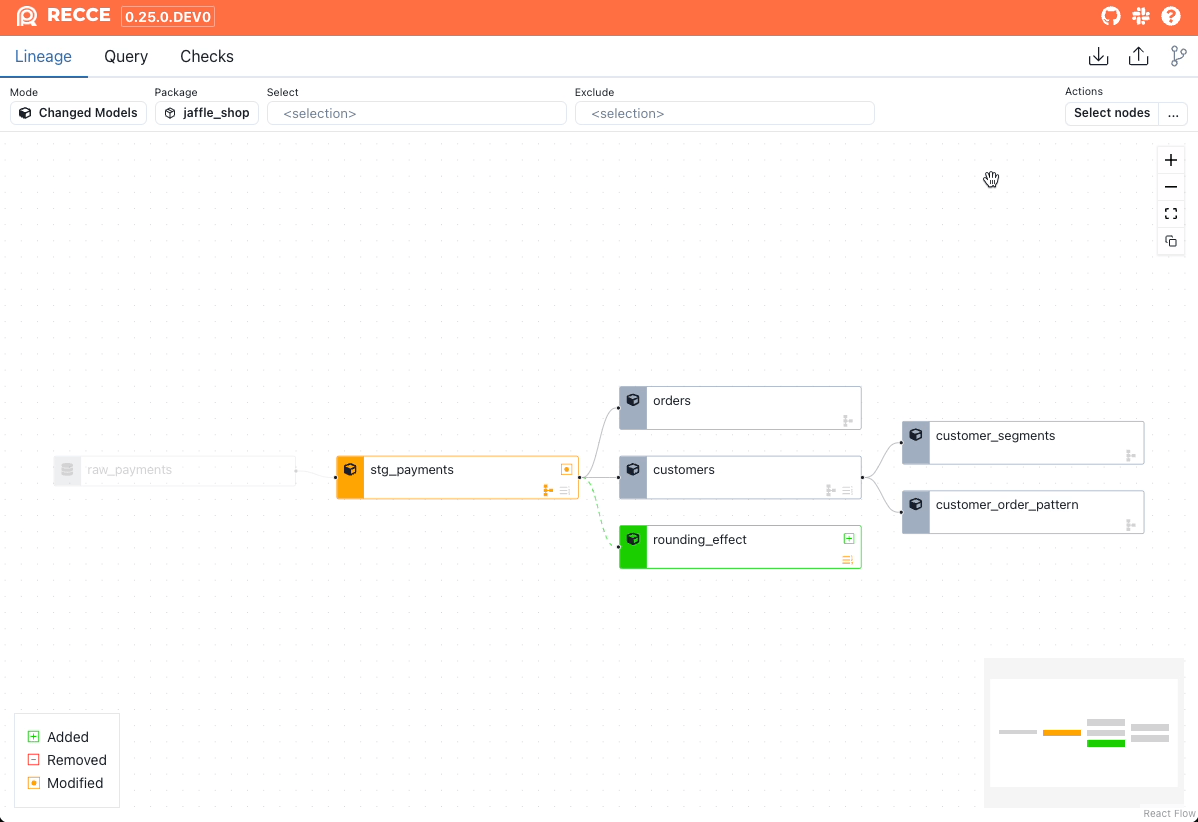 RECCE 0.25.0.DEV0
Lineage Query Checks
Mode Package Select Exclude Actions
Changed Models jaffle_shop <selection> <selection> Select nodes ...
orders
customer_segments
raw_payments stg_payments customers
customer_order_pattern
rounding_effect
Added
Removed
Modified
React Flow